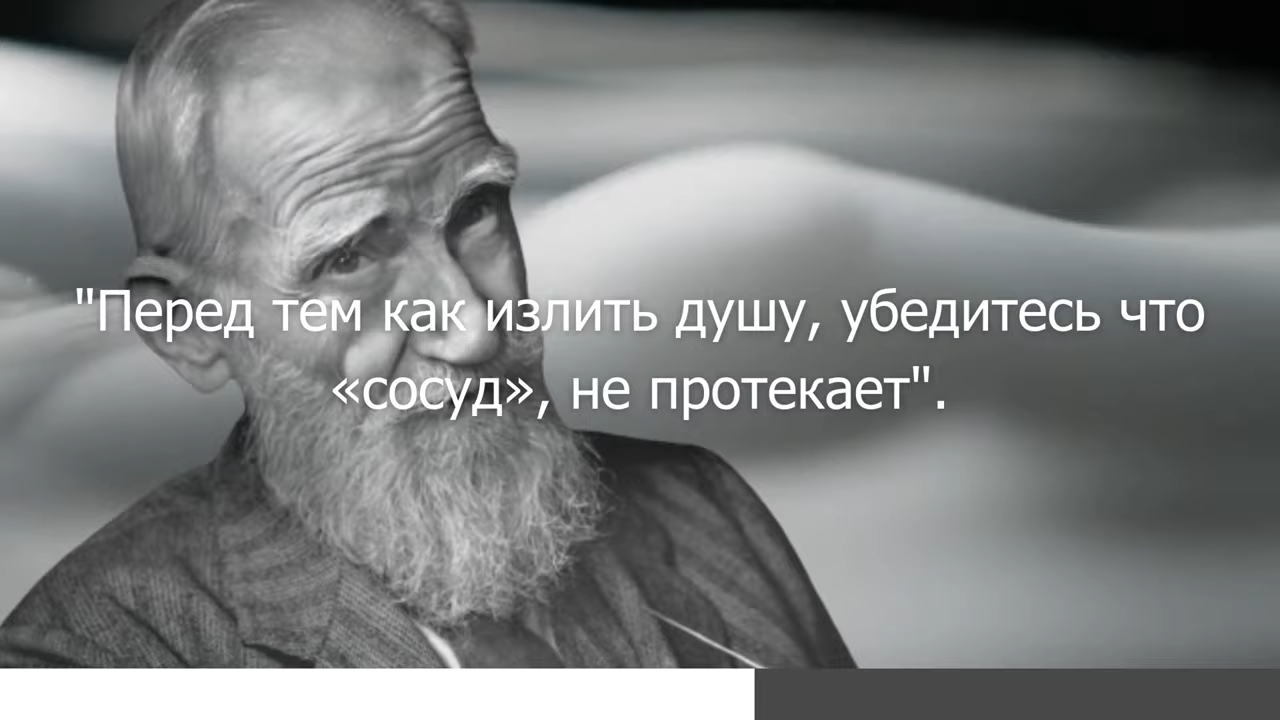 "Перед тем как излить душу, убедитесь что
«сосуд», не протекает".